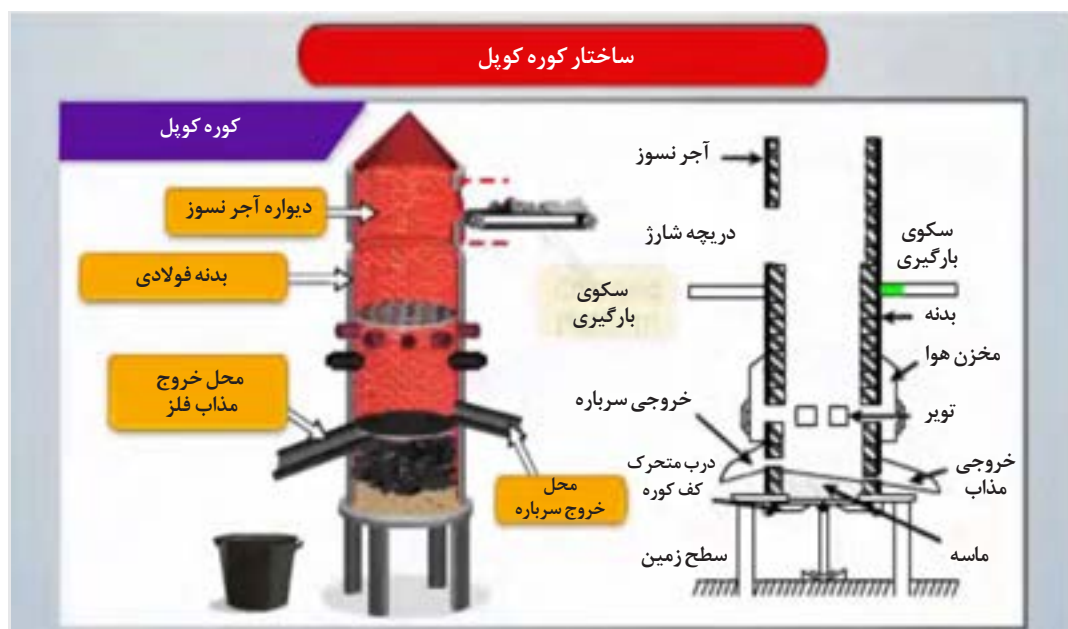 ساختار کوره کوپل
کوره کوپل
دیواره آجر نسوز
بدنه فولادی
محل خروج
مذاب فلز
محل
خروج سرباره
سکوی
بارگیری
آجر نسوز
دریچه شارژ
سکوی
بارگیری
بدنه
مخزن هوا
تویر
خروجی سرباره
درب متحرک
کف کوره
خروجی
مذاب
ماسه
سطح زمین